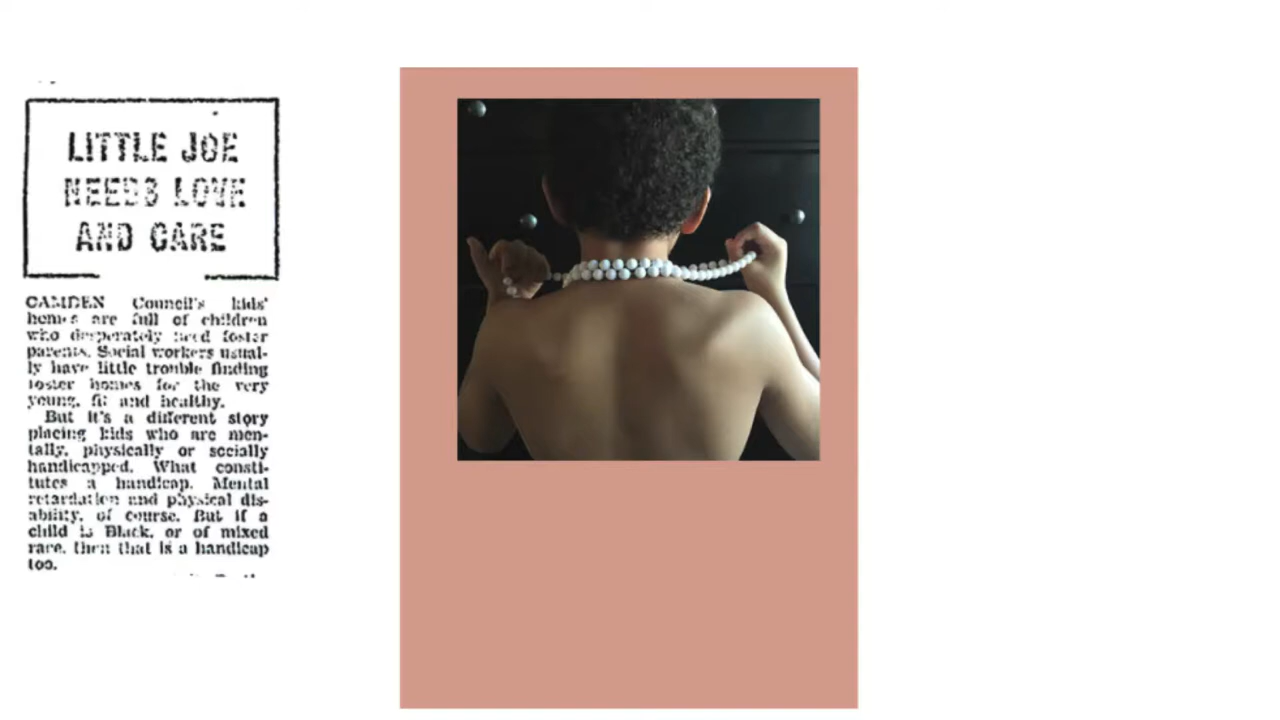 LITTLE JOE
NEEDS LOVE
AND CARE
CAMDEN Council's kids'
homes are full of children
who desperately need foster
parents. Social workers usual-
ly have little trouble finding
foster homes for the very
young, fit and healthy.
But it's a different story
placing kids who are men-
tally, physically or socially
handicapped. What consti-
tutes a handicap. Mental
retardation and physical dis-
ability, of course. But if a
child is Black, or of mixed
race, then that is a handicap
too.